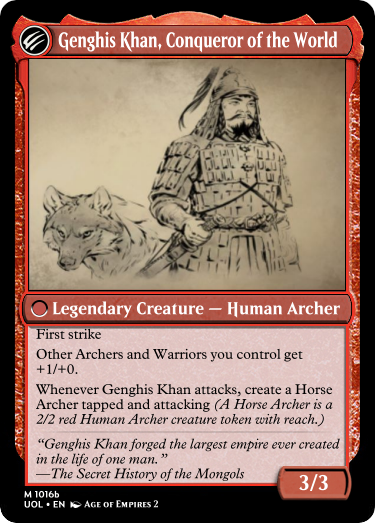 Genghis Khan, Conqueror of the World
Legendary Creature — Human Archer
First strike
Other Archers and Warriors you control get
+1/+0.
Whenever Genghis Khan attacks, create a Horse
Archer tapped and attacking (A Horse Archer is a
2/2 red Human Archer creature token with reach.)
“Genghis Khan forged the largest empire ever created
in the life of one man.”
—The Secret History of the Mongols
3/3
M 1016b
UOL • EN Age of Empires 2